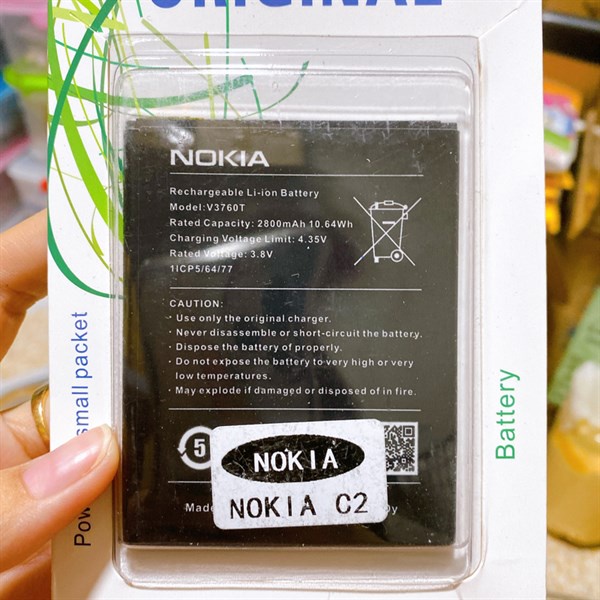 ORIGINAL
NOKIA
Rechargeable Li-ion Battery
Model:V3760T
Rated Capacity: 2800mAh 10.64Wh
Charging Voltage Limit: 4.35V
Rated Voltage: 3.8V
1ICP5/64/77
CAUTION:
· Use only the original charger.
· Never disassemble or short-circuit the battery.
· Dispose the battery of properly.
· Do not expose the battery to very high or very
low temperatures.
· May explode if damaged or disposed of in fire.
5
NOKIA
NOKIA C2
Made
small packet
Battery